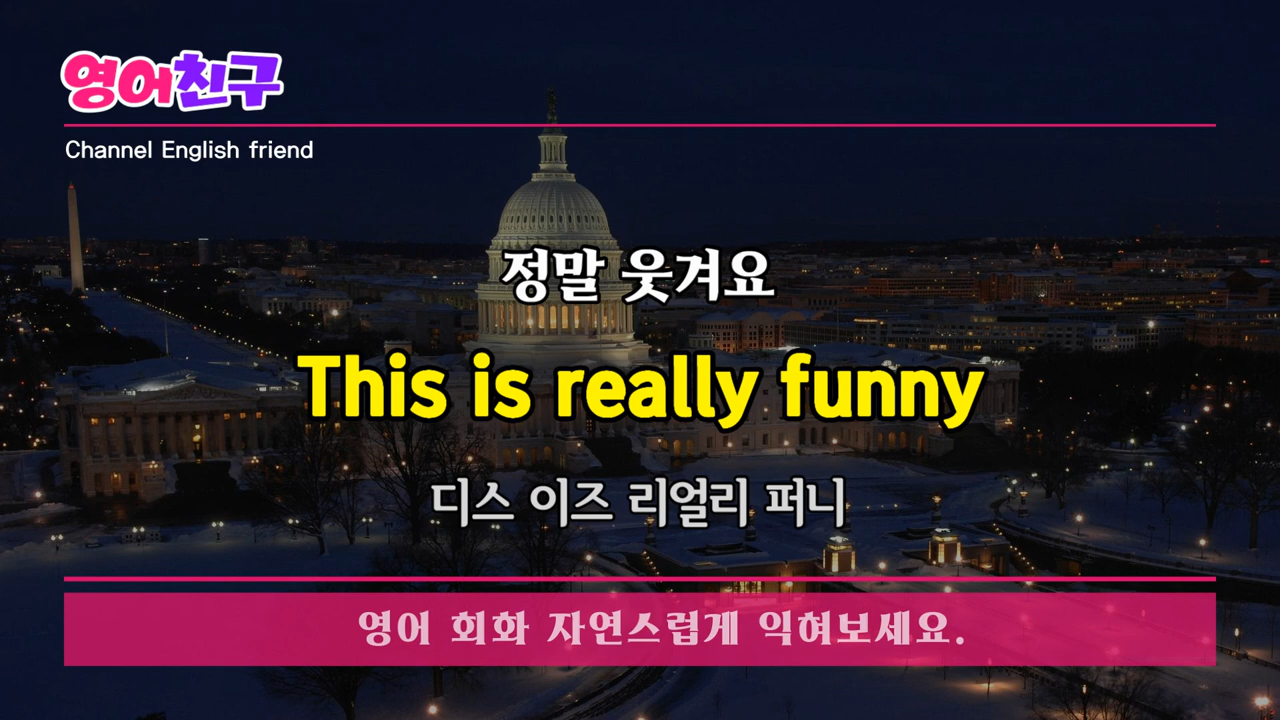 영어친구
Channel English friend
정말 웃겨요
This is really funny
디스 이즈 리얼리 퍼니
영어 회화 자연스럽게 익혀보세요.